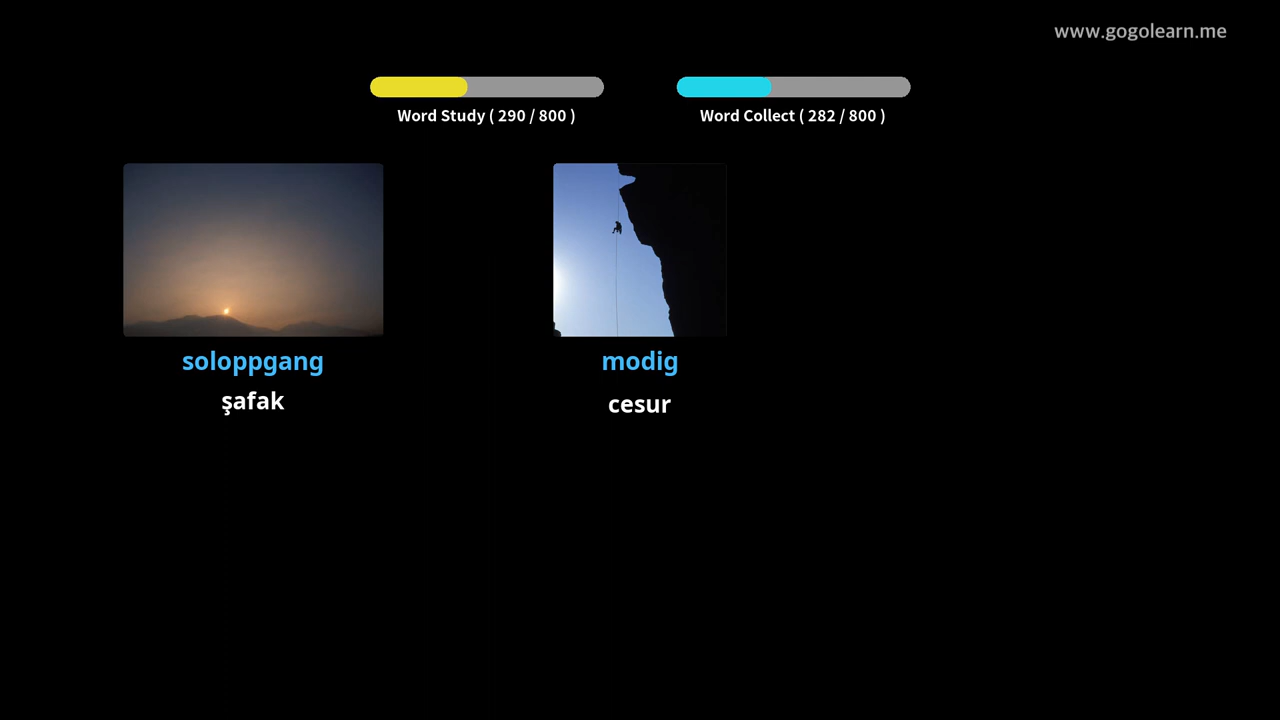 www.gogolearn.me
Word Study ( 290 / 800 )
Word Collect ( 282 / 800 )
soloppgang
şafak
modig
cesur